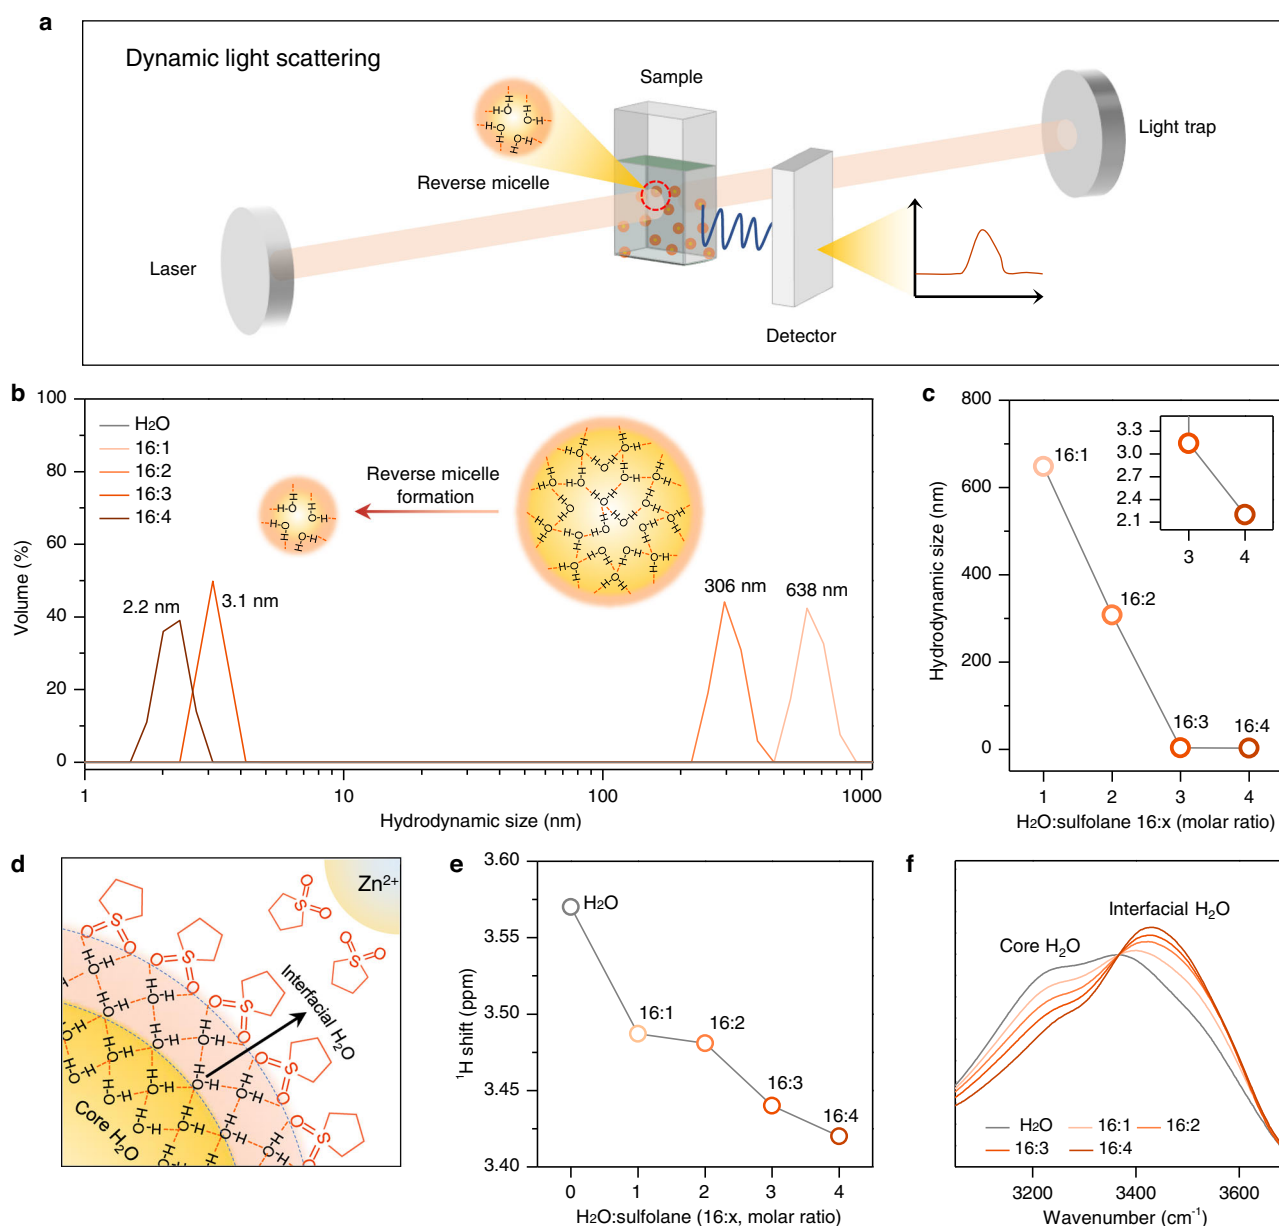 a
Dynamic light scattering
Sample
Light trap
Reverse micelle
Laser
Detector
b
100
80
60
40
20
0
Volume (%)
H2O
16:1
16:2
16:3
16:4
Reverse micelle
formation
2.2 nm
3.1 nm
306 nm
638 nm
1
10
100
1000
Hydrodynamic size (nm)
c
800
600
400
200
0
Hydrodynamic size (nm)
16:1
16:2
16:3
16:4
3.3
3.0
2.7
2.4
2.1
3
4
1
2
3
4
H2O:sulfolane 16:x (molar ratio)
d
Zn²⁺
Interfacial H₂O
Core H₂O
e
3.60
3.55
3.50
3.45
3.40
¹H shift (ppm)
H₂O
16:1
16:2
16:3
16:4
0
1
2
3
4
H2O:sulfolane (16:x, molar ratio)
f
Interfacial H₂O
Core H₂O
H₂O
16:1
16:2
16:3
16:4
3200
3400
3600
Wavenumber (cm⁻¹)